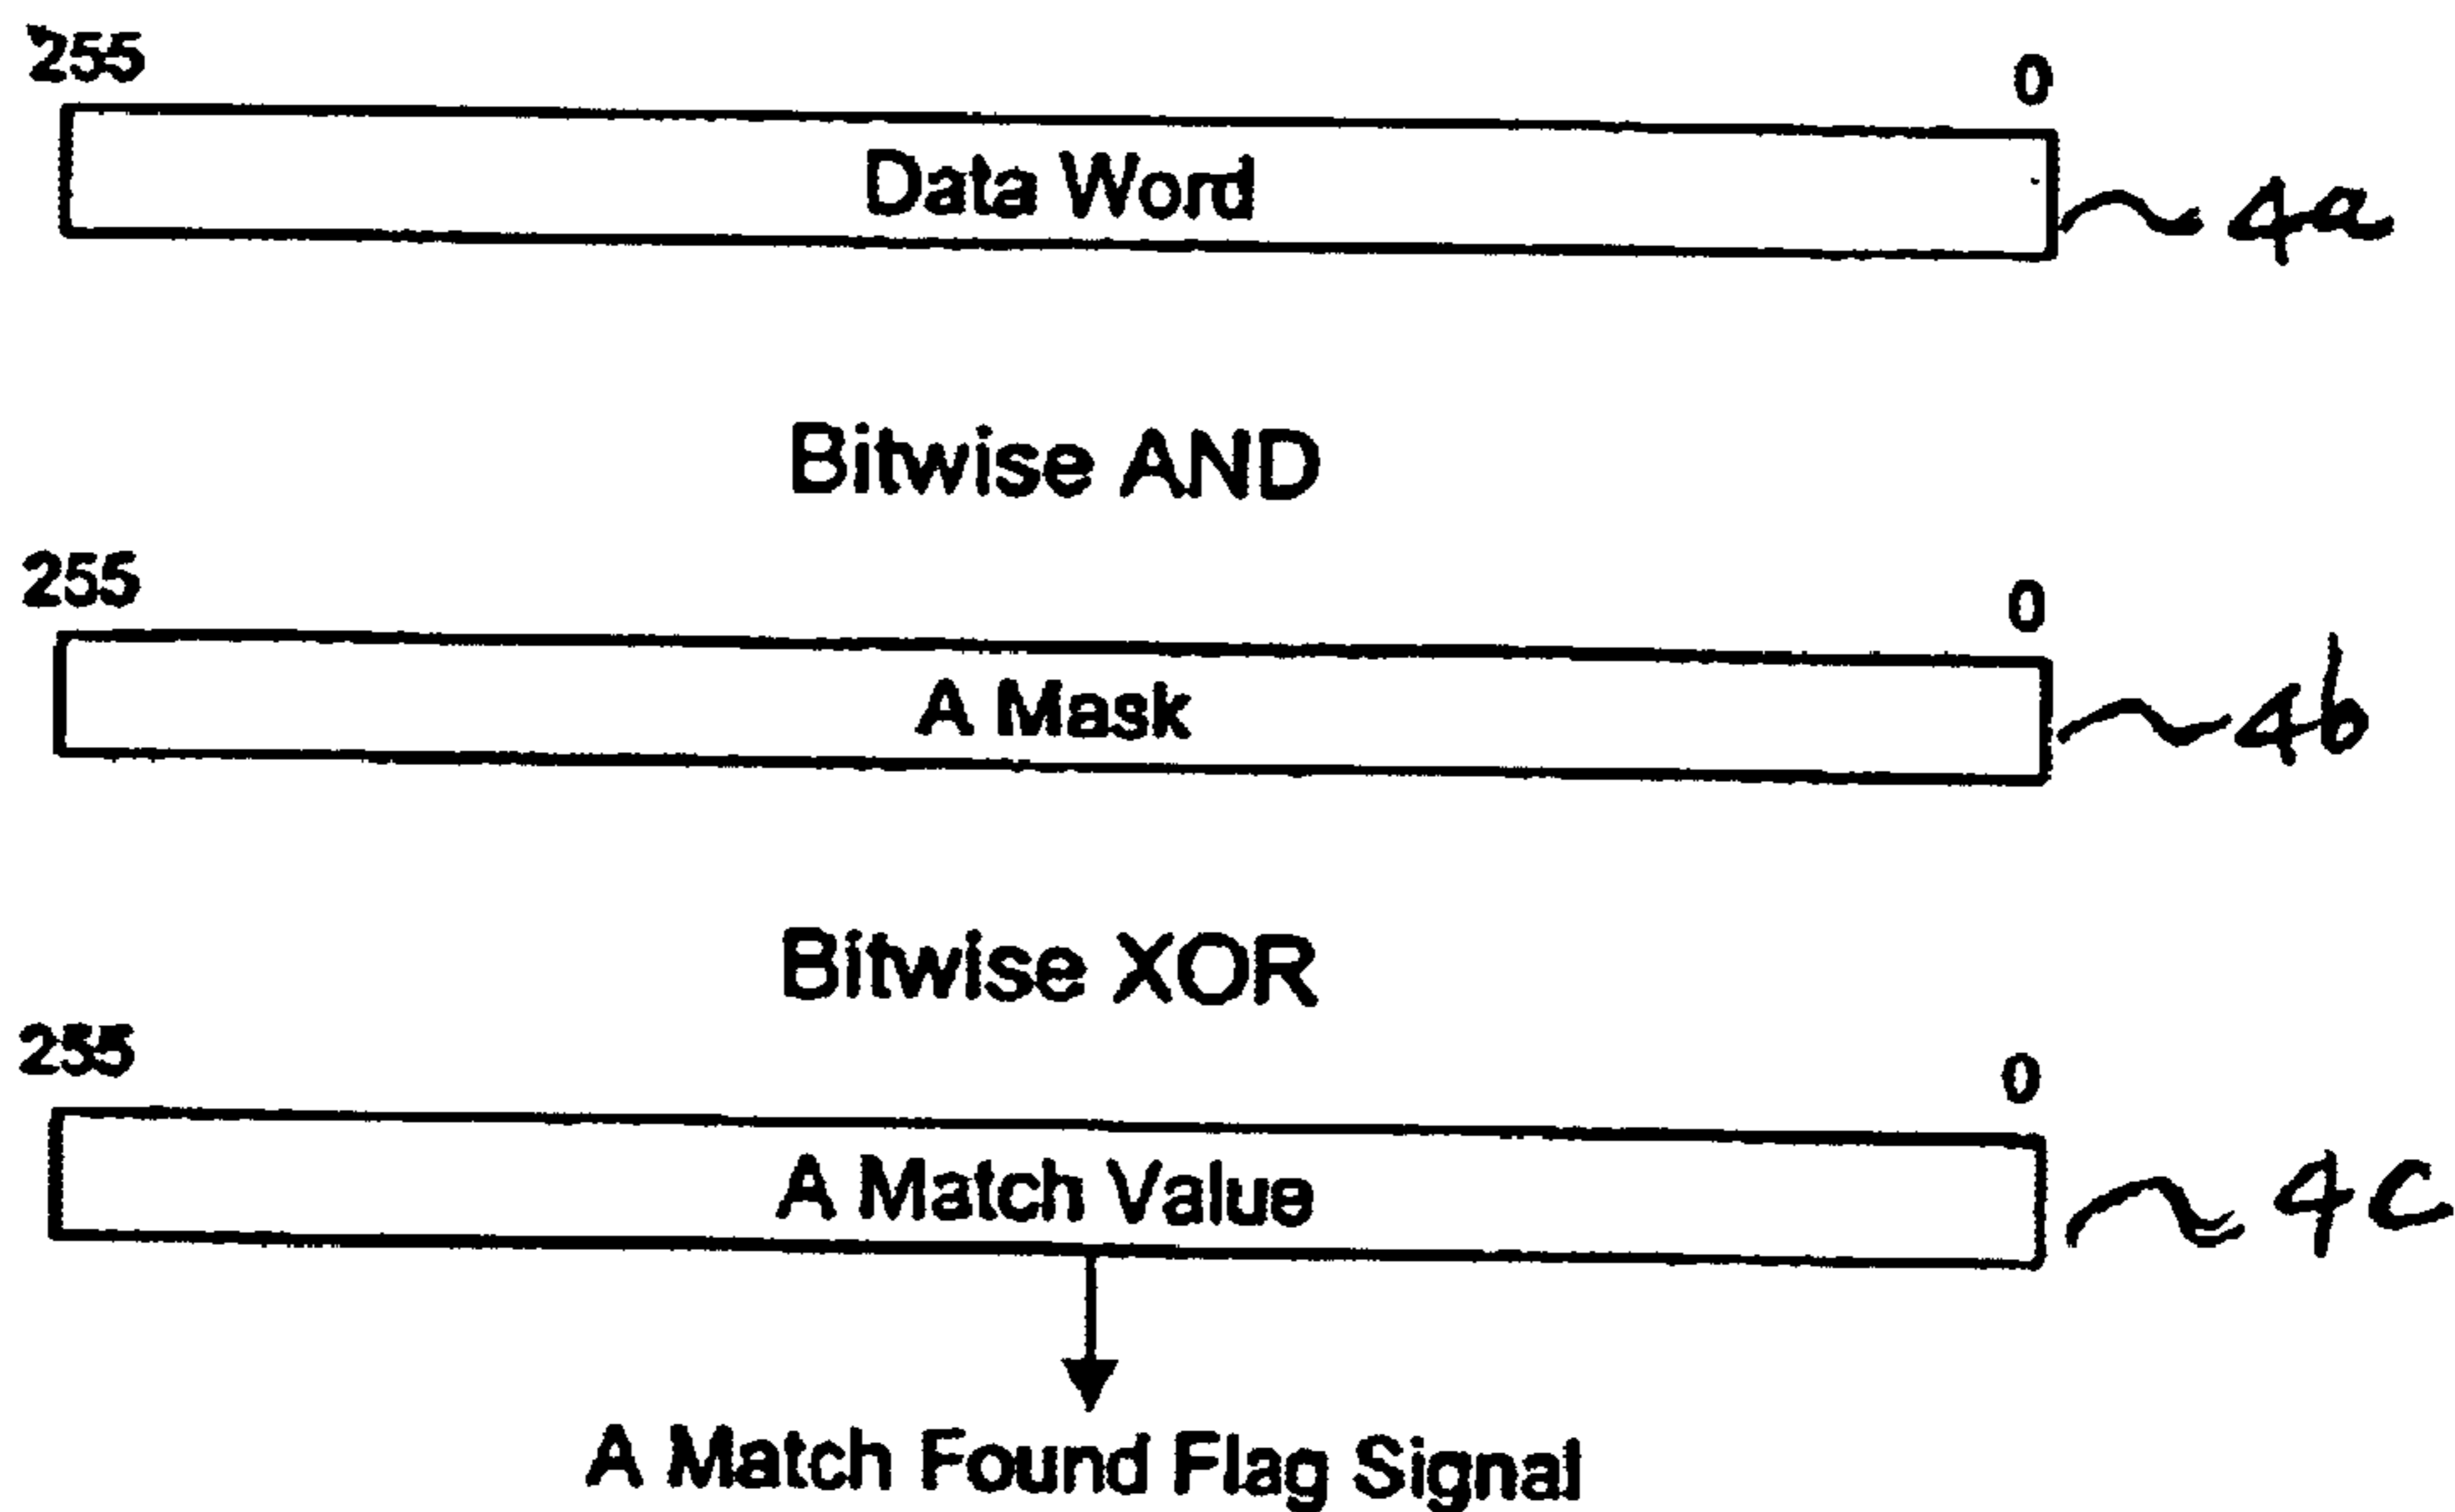 255 0
Data Word 4a
Bitwise AND
255 0
A Mask 4b
Bitwise XOR
255 0
A Match Value 4c
A Match Found Flag Signal